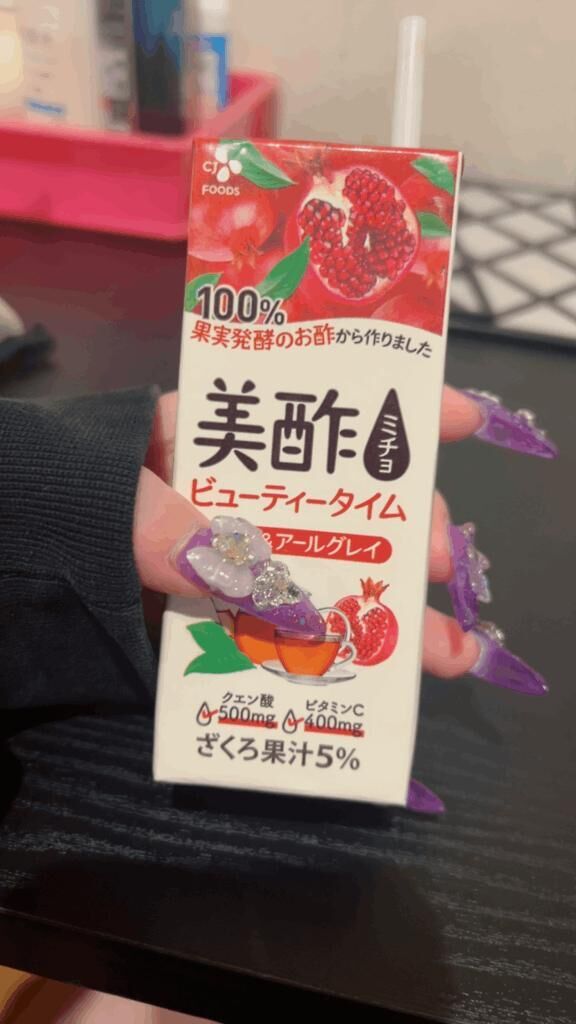 CJ
FOODS
100%
果実発酵のお酢から作りました
美酢
ミチョ
ビューティータイム
&アールグレイ
クエン酸
500mg
ビタミンC
400mg
ざくろ果汁5%